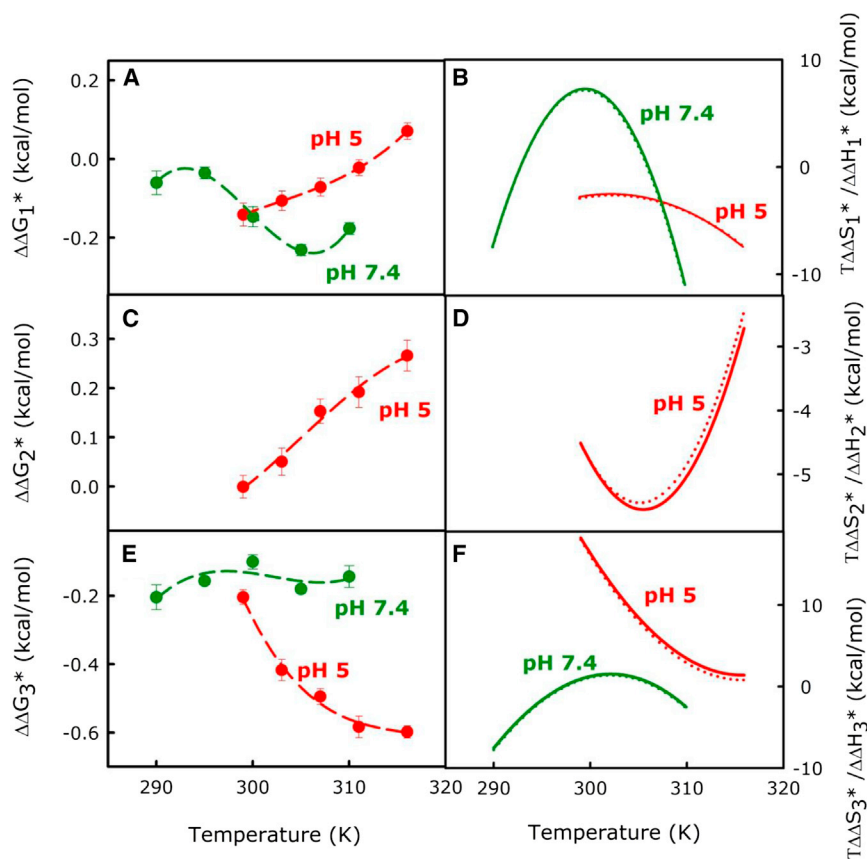 A
B
0.2
0.0
-0.2
ΔΔG₁* (kcal/mol)
pH 5
pH 7.4
pH 7.4
pH 5
10
0
-10
TΔΔS₁* /ΔΔH₁* (kcal/mol)
C
D
0.3
0.2
0.1
0.0
ΔΔG₂* (kcal/mol)
pH 5
pH 5
-3
-4
-5
TΔΔS₂* /ΔΔH₂* (kcal/mol)
E
F
-0.2
-0.4
-0.6
ΔΔG₃* (kcal/mol)
pH 7.4
pH 5
pH 5
pH 7.4
10
0
-10
TΔΔS₃* /ΔΔH₃* (kcal/mol)
290 300 310 320
290 300 310 320
Temperature (K)
Temperature (K)